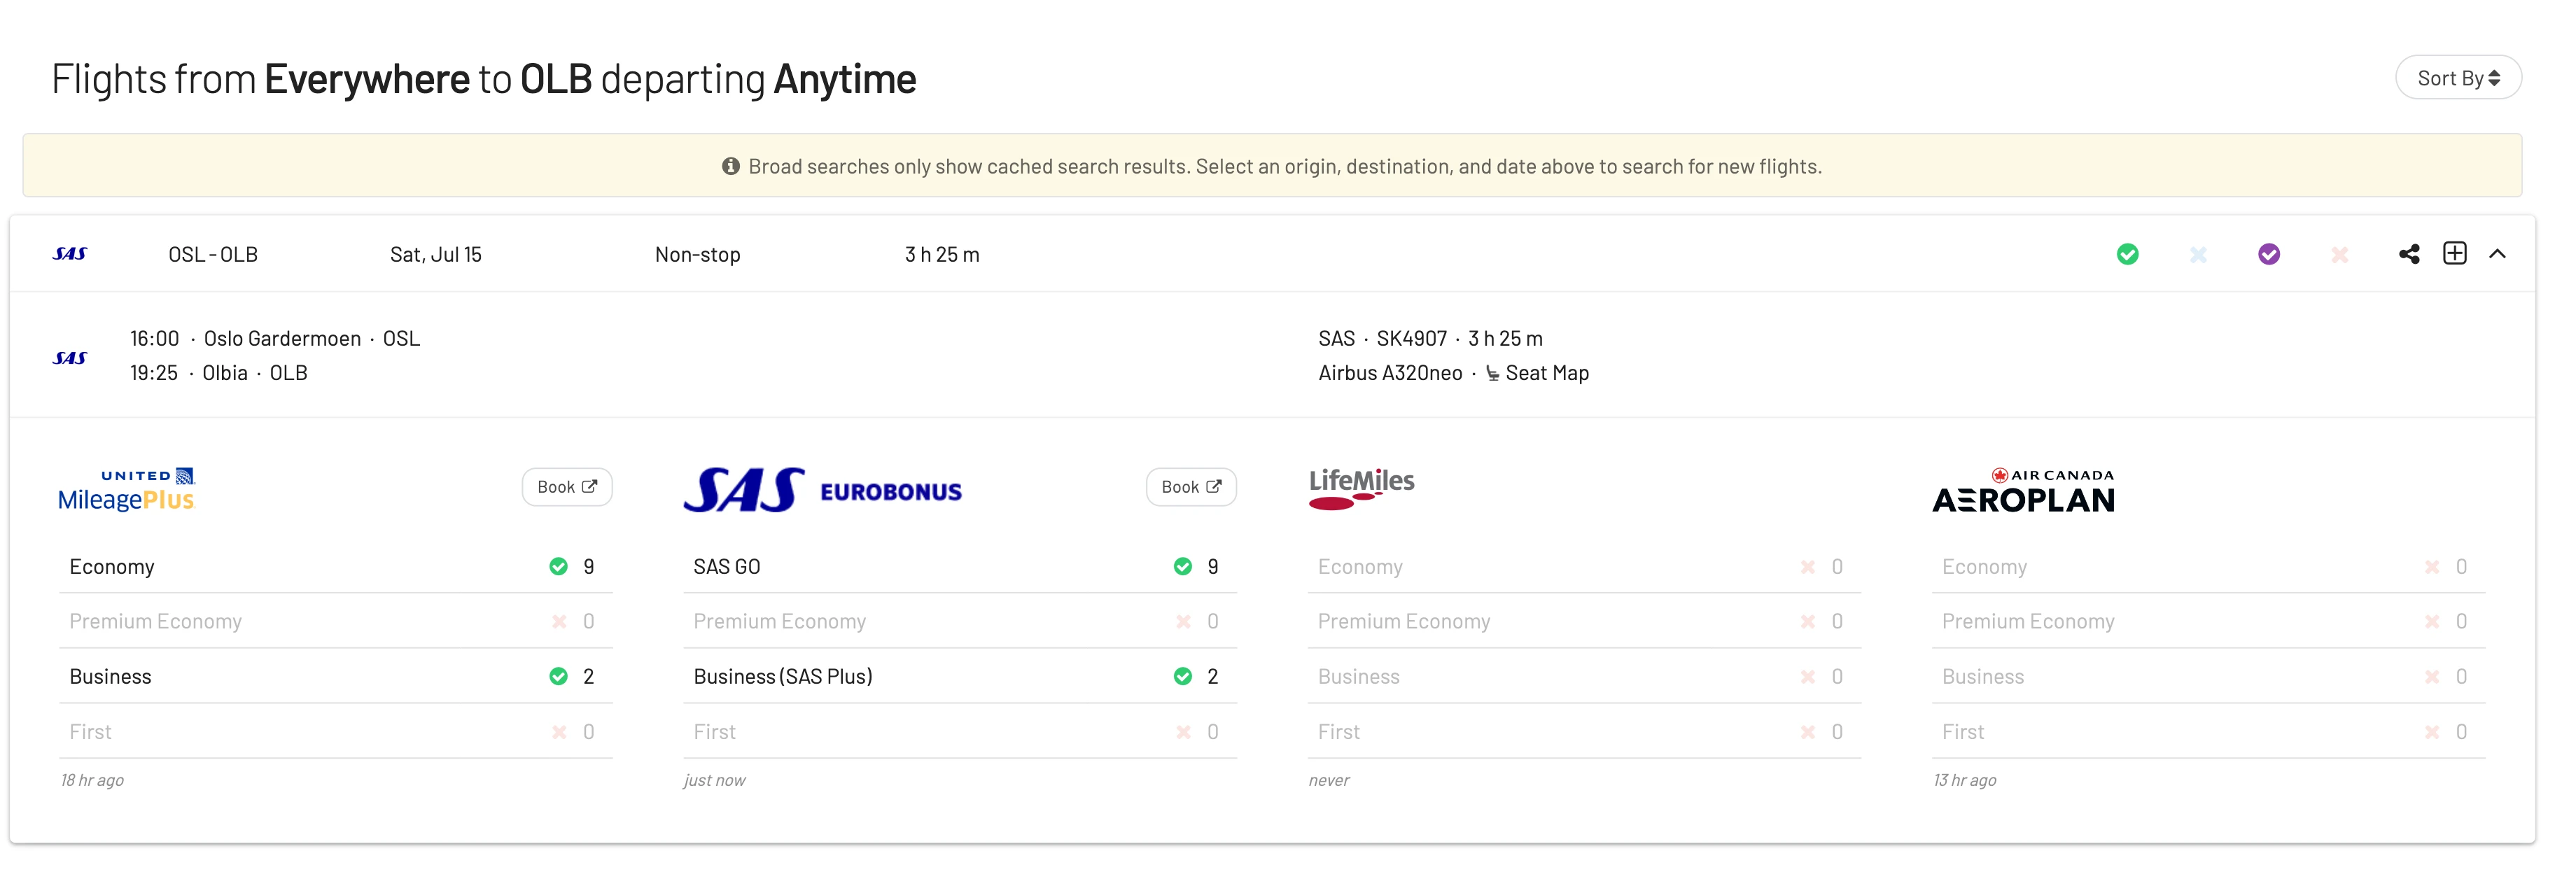 Flights from Everywhere to OLB departing Anytime
Sort By
Broad searches only show cached search results. Select an origin, destination, and date above to search for new flights.
SAS OSL - OLB Sat, Jul 15 Non-stop 3 h 25 m
SAS
16:00 · Oslo Gardermoen · OSL
19:25 · Olbia · OLB
SAS · SK4907 · 3 h 25 m
Airbus A320neo · Seat Map
UNITED
MileagePlus
Book
Economy 9
Premium Economy 0
Business 2
First 0
18 hr ago
SAS EUROBONUS
Book
SAS GO 9
Premium Economy 0
Business (SAS Plus) 2
First 0
just now
LifeMiles
Economy 0
Premium Economy 0
Business 0
First 0
never
AIR CANADA
AEROPLAN
Economy 0
Premium Economy 0
Business 0
First 0
13 hr ago